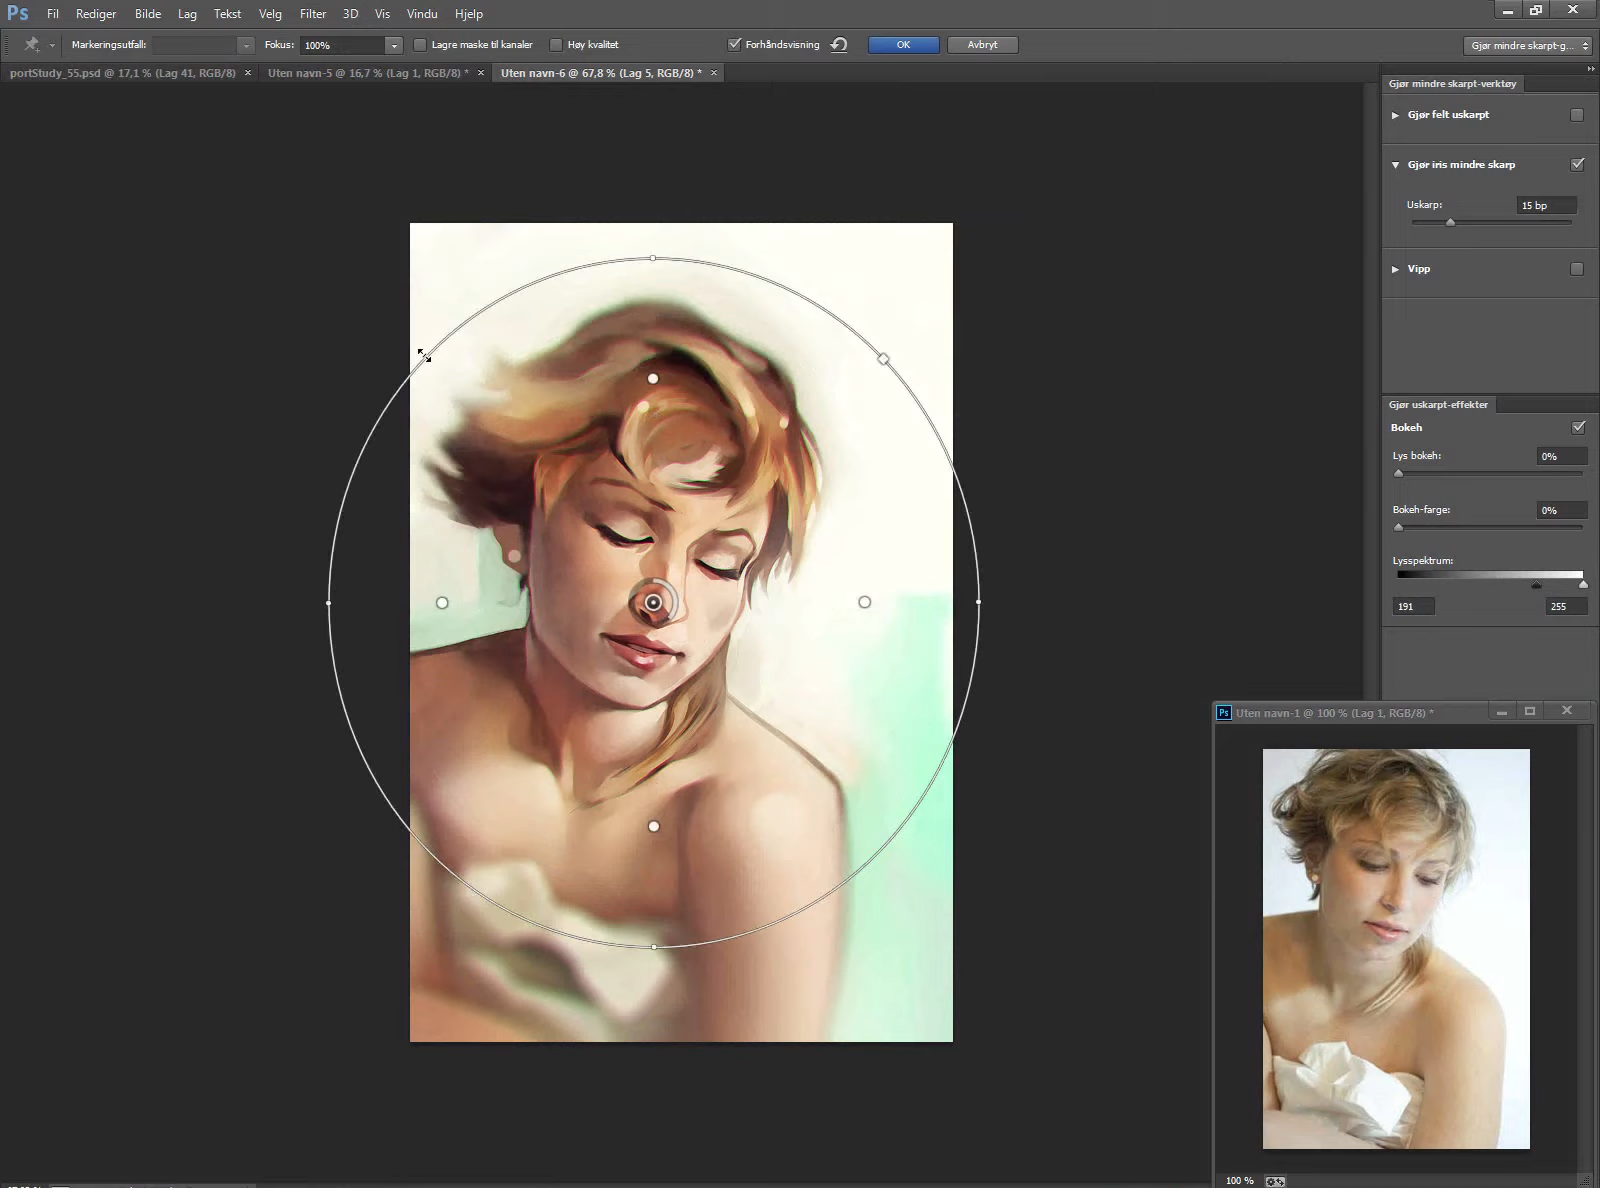 Ps Fil Rediger Bilde Lag Tekst Velg Filter 3D Vis Vindu Hjelp
Markeringsutfall: Fokus: 100% Lagre maske til kanaler Høy kvalitet Forhåndsvisning OK Avbryt Gjør mindre skarpt-g...
portStudy_55.psd @ 17,1 % (Lag 41, RGB/8) × Uten navn-5 @ 16,7 % (Lag 1, RGB/8) * × Uten navn-6 @ 67,8 % (Lag 5, RGB/8) * ×
Gjør mindre skarpt-verktøy
Gjør felt uskarpt
Gjør iris mindre skarp
Uskarp: 15 bp
Vipp
Gjør uskarpt-effekter
Bokeh
Lys bokeh: 0%
Bokeh-farge: 0%
Lysspektrum:
191 255
Ps Uten navn-1 @ 100 % (Lag 1, RGB/8) *
100 %